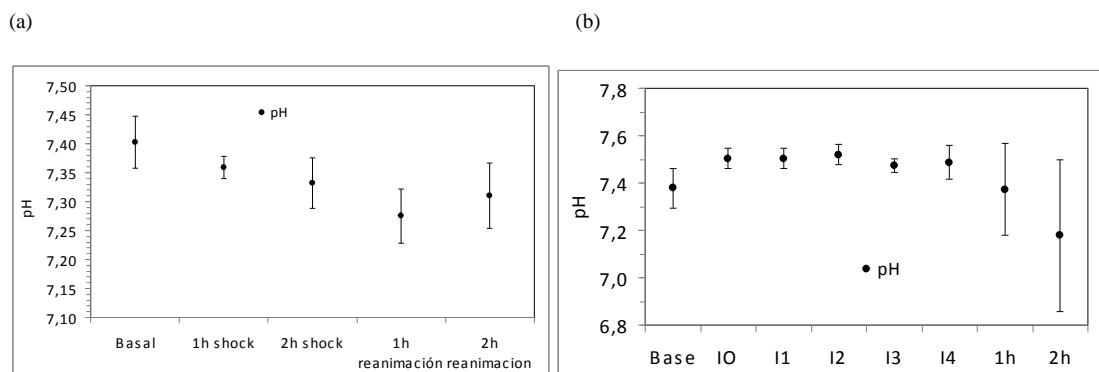 (a)
(b)
7,50
7,45
7,40
7,35
7,30
7,25
7,20
7,15
7,10
pH
pH
Basal 1h shock 2h shock 1h 2h
reanimación reanimacion
7,8
7,6
7,4
7,2
7,0
6,8
pH
pH
Base I0 I1 I2 I3 I4 1h 2h